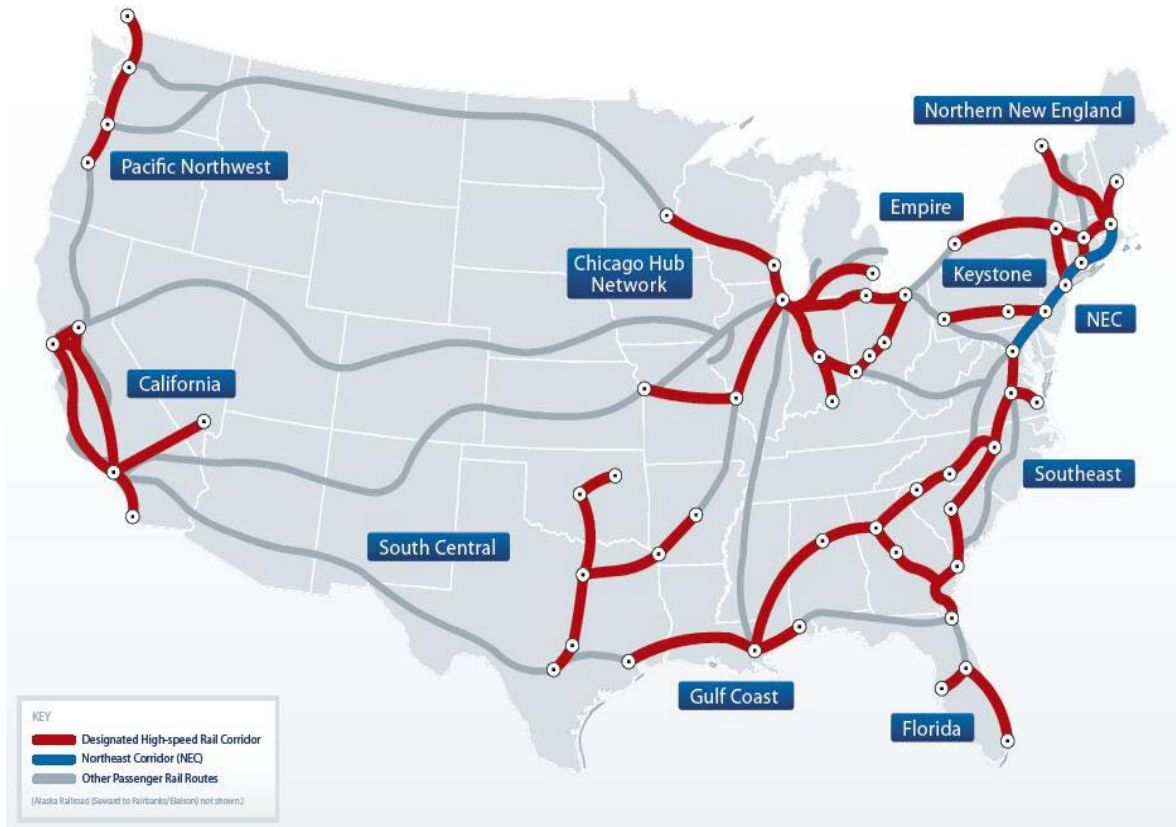 Northern New England
Pacific Northwest
Empire
Chicago Hub
Network
Keystone
NEC
California
Southeast
South Central
Gulf Coast
Florida
KEY
Designated High-speed Rail Corridor
Northeast Corridor (NEC)
Other Passenger Rail Routes
(Alaska Railroad (Seward to Fairbanks/Eielson) not shown.)